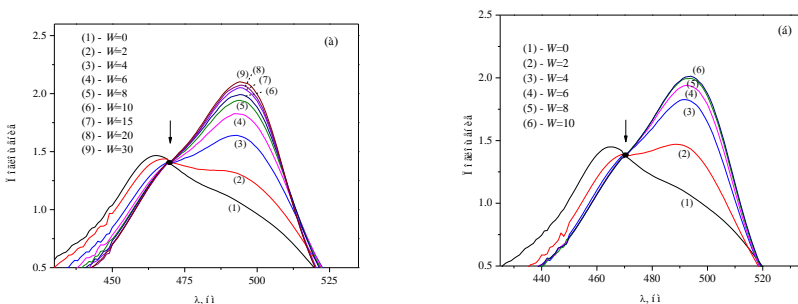 (à)
(1) - W=0
(2) - W=2
(3) - W=4
(4) - W=6
(5) - W=8
(6) - W=10
(7) - W=15
(8) - W=20
(9) - W=30
2.5
2.0
1.5
1.0
0.5
450
475
500
525
λ, í ì
Ï î ãëî ù áí èå
(9)
(8)
(7)
(6)
(5)
(4)
(3)
(2)
(1)
(á)
(1) - W=0
(2) - W=2
(3) - W=4
(4) - W=6
(5) - W=8
(6) - W=10
2.5
2.0
1.5
1.0
0.5
440
460
480
500
520
λ, í ì
(6)
(5)
(4)
(3)
(2)
(1)